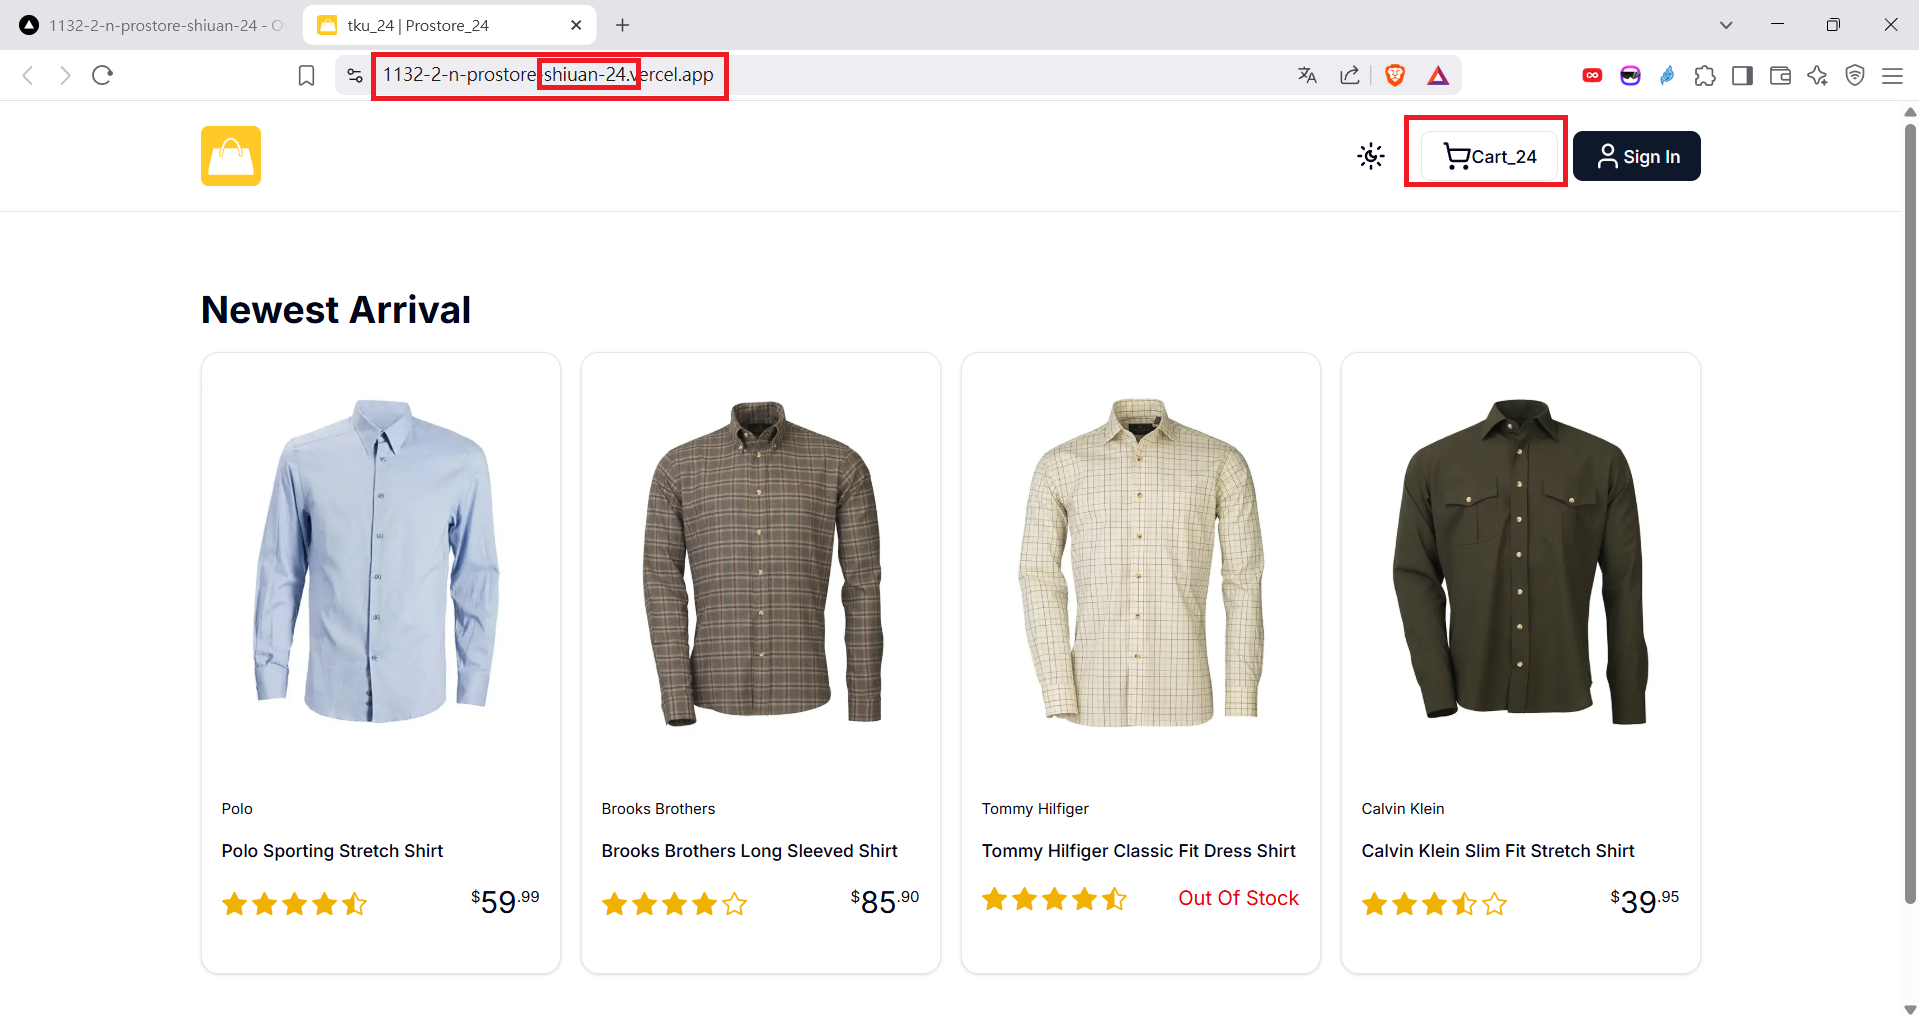 1132-2-n-prostore-shiuan-24 - O
tku_24 | Prostore_24
1132-2-n-prostore-shiuan-24.vercel.app
Cart_24
Sign In
Newest Arrival
Polo
Polo Sporting Stretch Shirt
$59.99
Brooks Brothers
Brooks Brothers Long Sleeved Shirt
$85.90
Tommy Hilfiger
Tommy Hilfiger Classic Fit Dress Shirt
Out Of Stock
Calvin Klein
Calvin Klein Slim Fit Stretch Shirt
$39.95